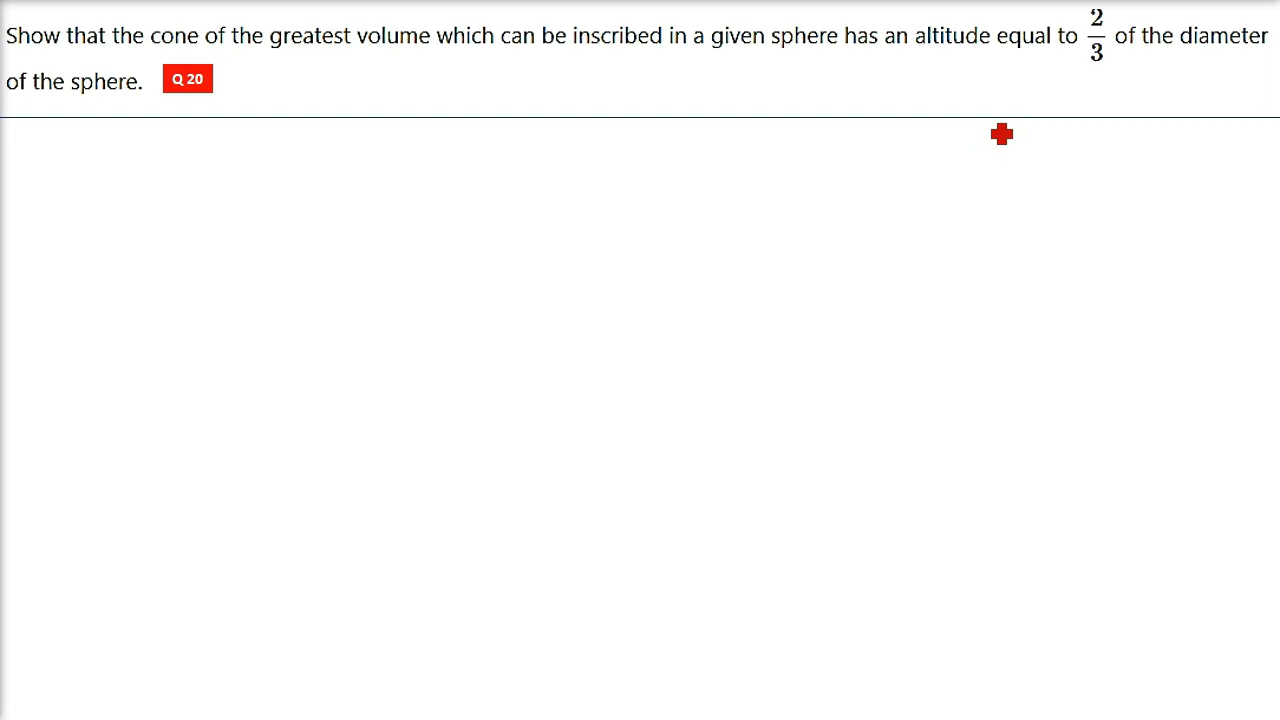 Show that the cone of the greatest volume which can be inscribed in a given sphere has an altitude equal to 2/3 of the diameter
of the sphere. Q 20